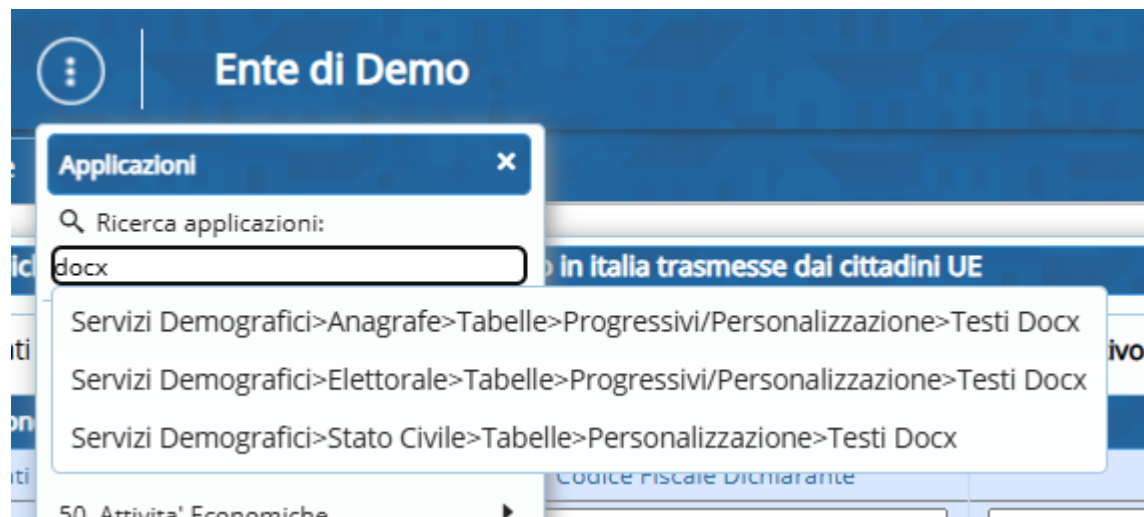 Ente di Demo
Applicazioni
Ricerca applicazioni:
docx
in italia trasmesse dai cittadini UE
Servizi Demografici>Anagrafe>Tabelle>Progressivi/Personalizzazione>Testi Docx
Servizi Demografici>Elettorale>Tabelle>Progressivi/Personalizzazione>Testi Docx
Servizi Demografici>Stato Civile>Tabelle>Personalizzazione>Testi Docx
Codice Fiscale Dichiarante
50 Attivita' Economiche